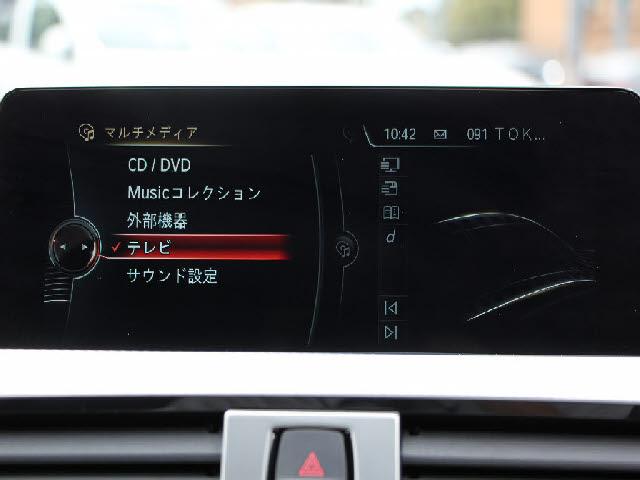 マルチメディア
10:42 091 TOK...
CD / DVD
Musicコレクション
外部機器
テレビ
サウンド設定
d